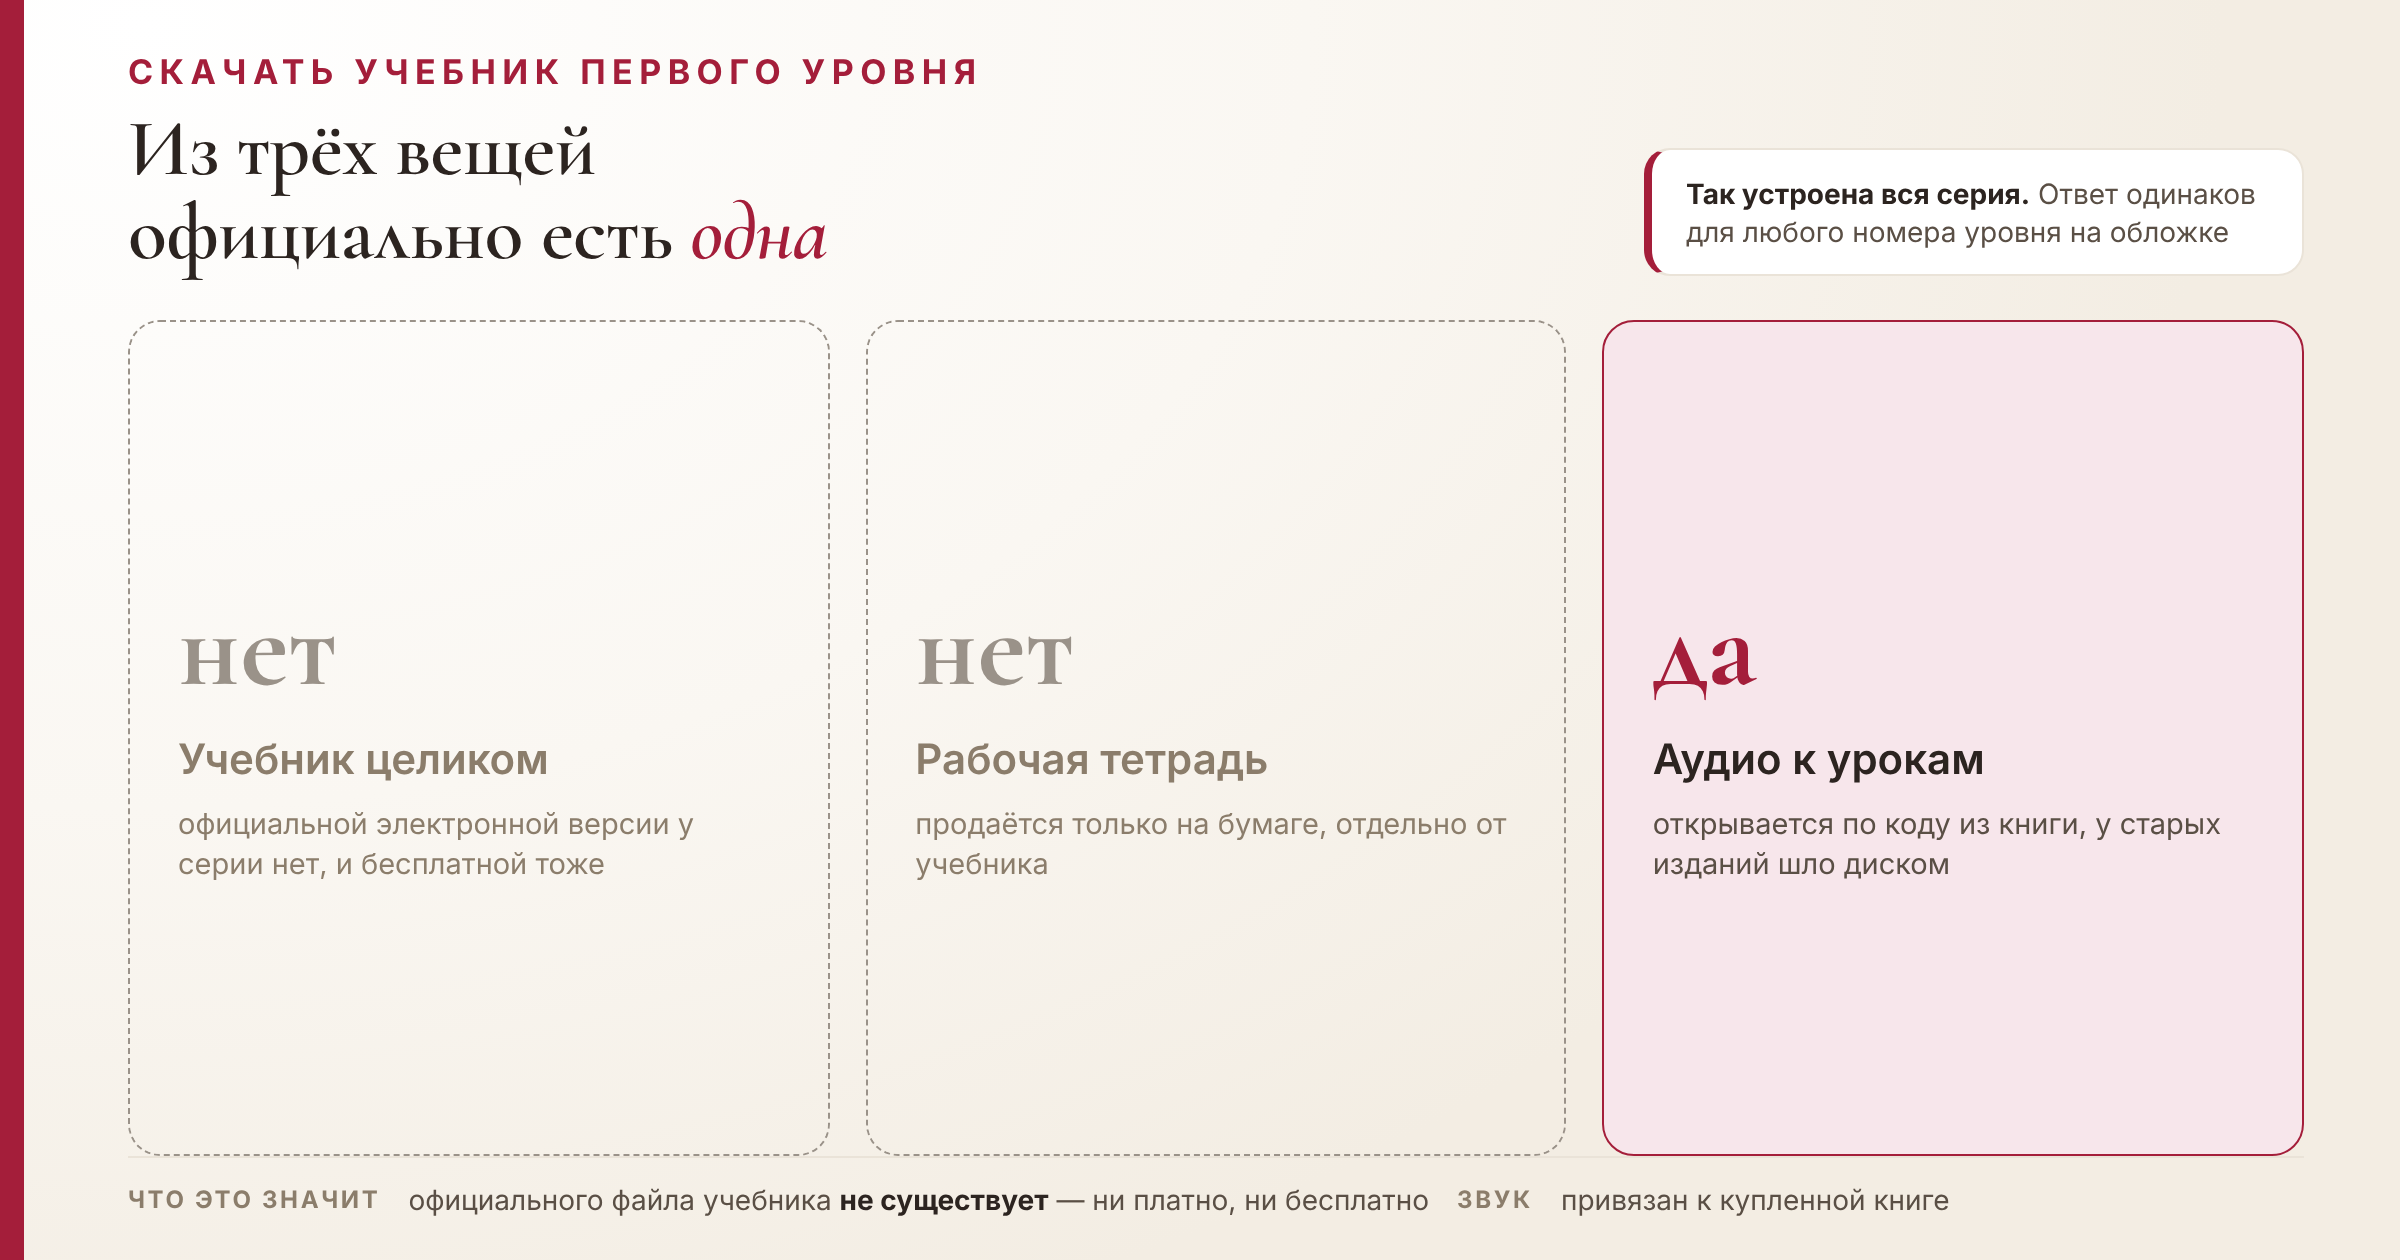 СКАЧАТЬ УЧЕБНИК ПЕРВОГО УРОВНЯ
Из трёх вещей
официально есть одна
Так устроена вся серия. Ответ одинаков
для любого номера уровня на обложке
нет
Учебник целиком
официальной электронной версии у
серии нет, и бесплатной тоже
нет
Рабочая тетрадь
продаётся только на бумаге, отдельно от
учебника
да
Аудио к урокам
открывается по коду из книги, у старых
изданий шло диском
ЧТО ЭТО ЗНАЧИТ официального файла учебника не существует — ни платно, ни бесплатно ЗВУК привязан к купленной книге